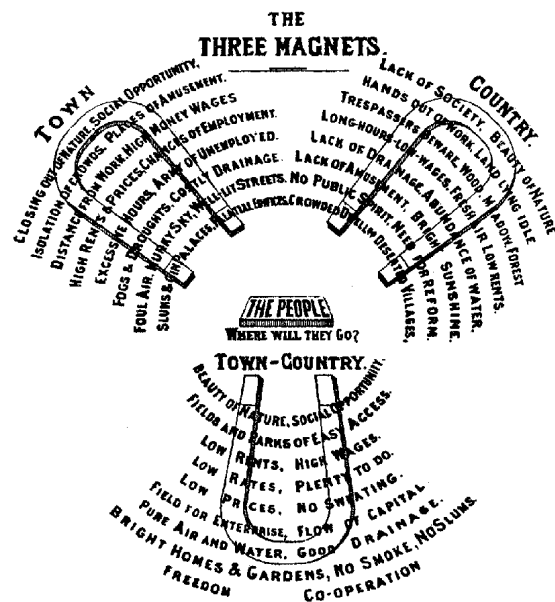 THE
THREE MAGNETS.
TOWN
CLOSING OUT OF NATURE. SOCIAL OPPORTUNITY.
ISOLATION OF CROWDS. PLACES OF AMUSEMENT.
DISTANCE FROM WORK. HIGH MONEY WAGES
HIGH RENTS & PRICES. CHANCES OF EMPLOYMENT.
EXCESSIVE HOURS. ARMY OF UNEMPLOYED.
FOGS & DROUGHTS. COSTLY DRAINAGE.
FOUL AIR. MURKY SKY. WELL-LIT STREETS.
SLUMS & GIN PALACES. EDIFICES.
COUNTRY.
LACK OF SOCIETY. BEAUTY OF NATURE
HANDS OUT OF WORK. LAND LYING IDLE
TRESPASSERS BEWARE. WOOD, MEADOW, FOREST
LONG HOURS-LOW WAGES. FRESH AIR LOW RENTS.
LACK OF DRAINAGE. ABUNDANCE OF WATER.
LACK OF AMUSEMENT. BRIGHT SUNSHINE.
NO PUBLIC SPIRIT. NEED FOR REFORM.
CROWDED DWELLINGS. DESERTED VILLAGES,
THE PEOPLE
WHERE WILL THEY GO?
TOWN-COUNTRY.
BEAUTY OF NATURE, SOCIAL OPPORTUNITY.
FIELDS AND PARKS OF EASY ACCESS.
LOW RENTS, HIGH WAGES.
LOW RATES, PLENTY TO DO.
LOW PRICES, NO SWEATING.
FIELD FOR ENTERPRISE, FLOW OF CAPITAL
PURE AIR AND WATER, GOOD DRAINAGE.
BRIGHT HOMES & GARDENS, NO SMOKE, NO SLUMS.
FREEDOM CO-OPERATION